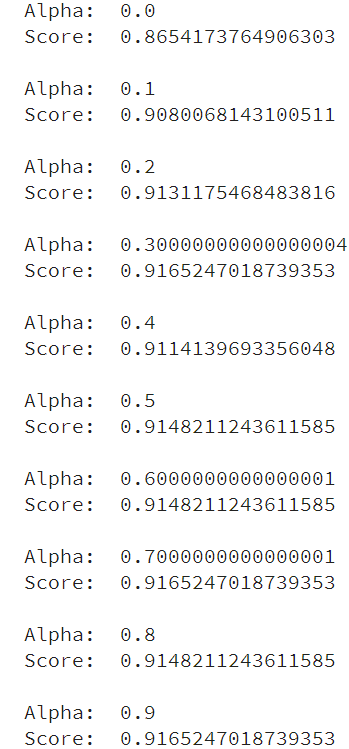 Alpha:  0.0
Score:  0.8654173764906303
Alpha:  0.1
Score:  0.9080068143100511
Alpha:  0.2
Score:  0.9131175468483816
Alpha:  0.30000000000000004
Score:  0.9165247018739353
Alpha:  0.4
Score:  0.9114139693356048
Alpha:  0.5
Score:  0.9148211243611585
Alpha:  0.6000000000000001
Score:  0.9148211243611585
Alpha:  0.7000000000000001
Score:  0.9165247018739353
Alpha:  0.8
Score:  0.9148211243611585
Alpha:  0.9
Score:  0.9165247018739353